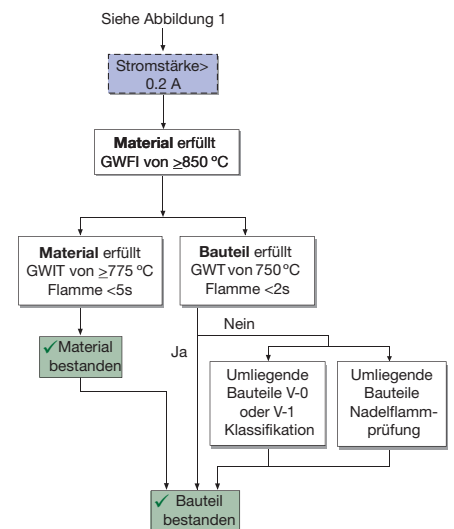 Siehe Abbildung 1
Stromstärke>
0.2 A
Material erfüllt
GWFI von ≥850 ºC
Material erfüllt
GWIT von ≥775 ºC
Flamme <5s
Bauteil erfüllt
GWT von 750 ºC
Flamme <2s
Nein
Ja
✓Material
bestanden
Umliegende
Bauteile V-0
oder V-1
Klassifikation
Umliegende
Bauteile
Nadelflamm-
prüfung
✓ Bauteil
bestanden